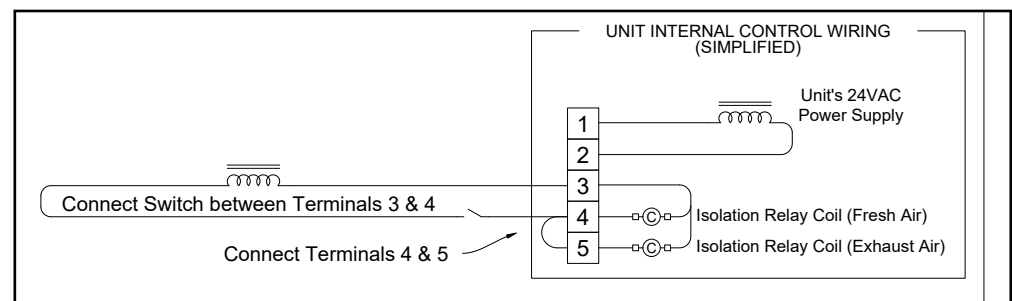 UNIT INTERNAL CONTROL WIRING
(SIMPLIFIED)
Unit's 24VAC
Power Supply
1
2
3
4
5
Connect Switch between Terminals 3 & 4
Connect Terminals 4 & 5
C
Isolation Relay Coil (Fresh Air)
C
Isolation Relay Coil (Exhaust Air)